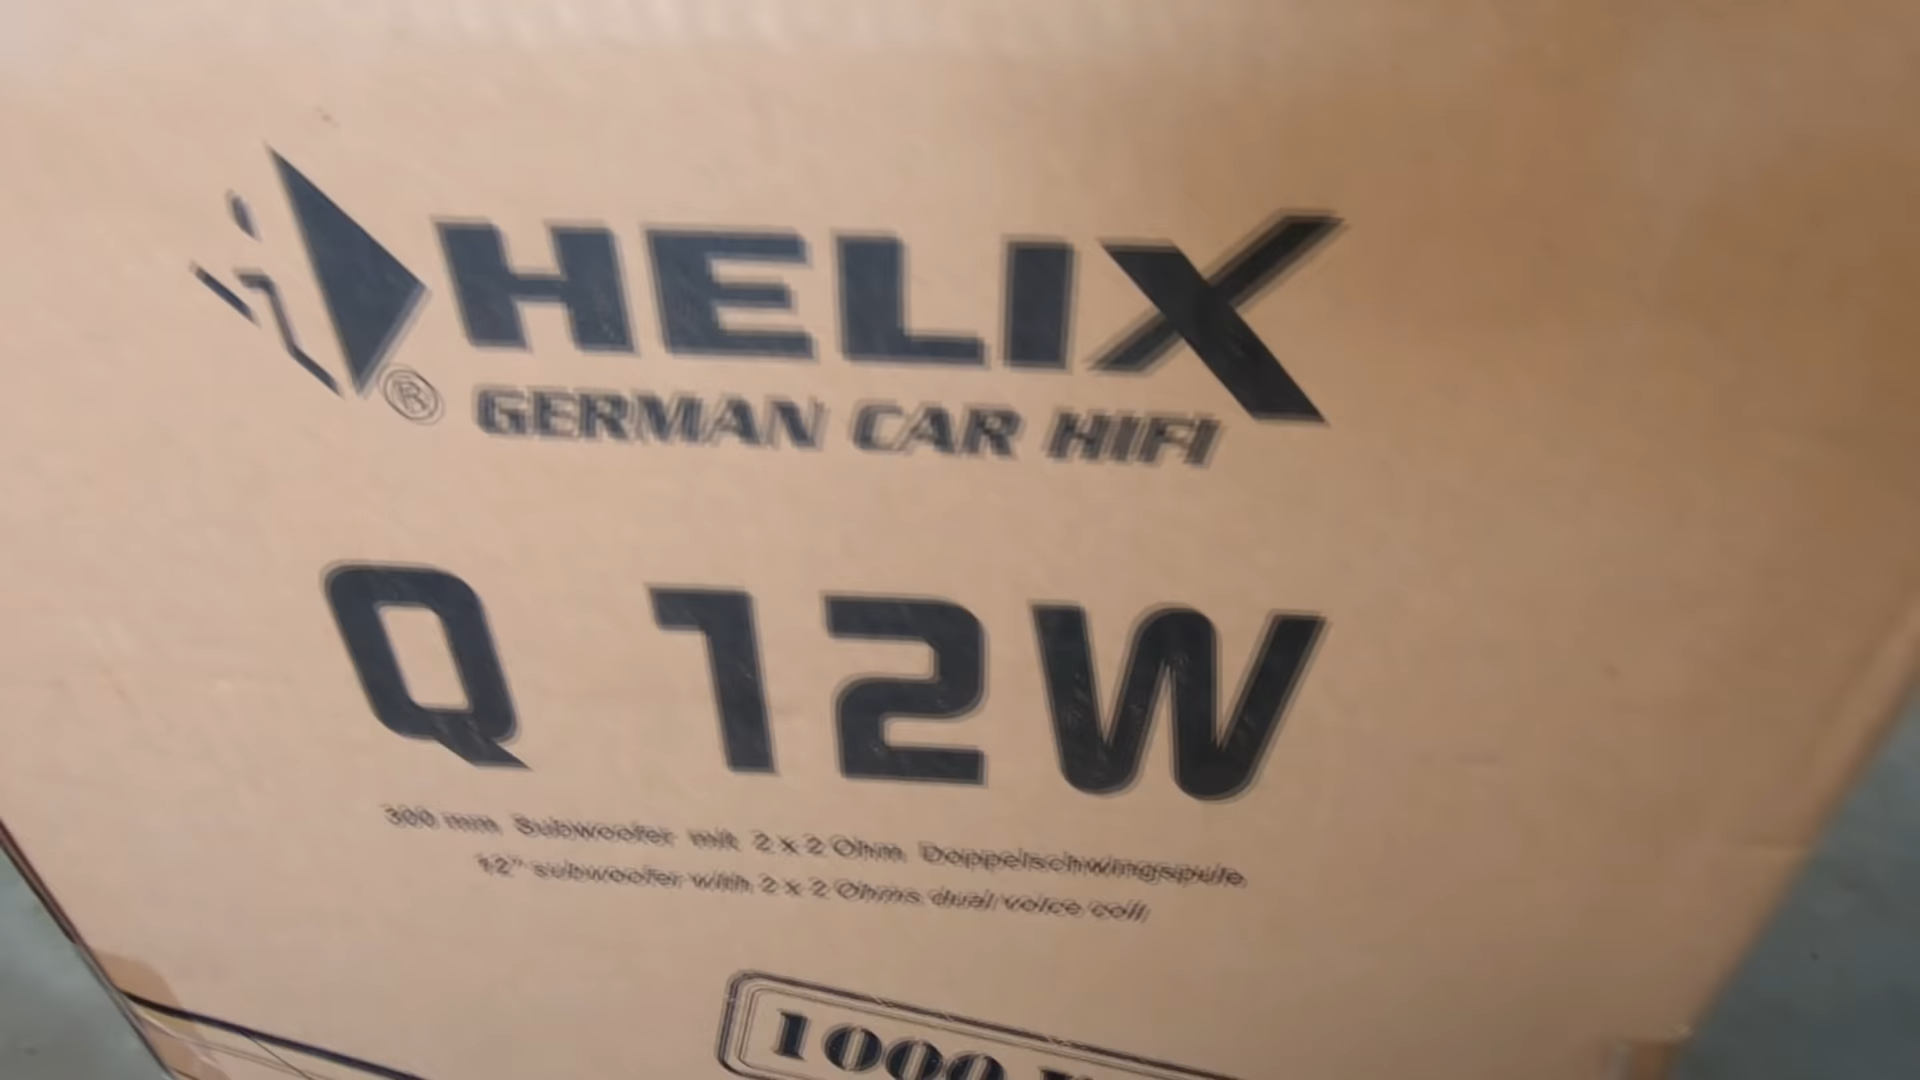 HELIX
®
GERMAN CAR HIFI
Q 12W
300 mm Subwoofer mit 2 x 2 Ohm Doppelschwingspule
12" subwoofer with 2 x 2 Ohms dual voice coil
1000